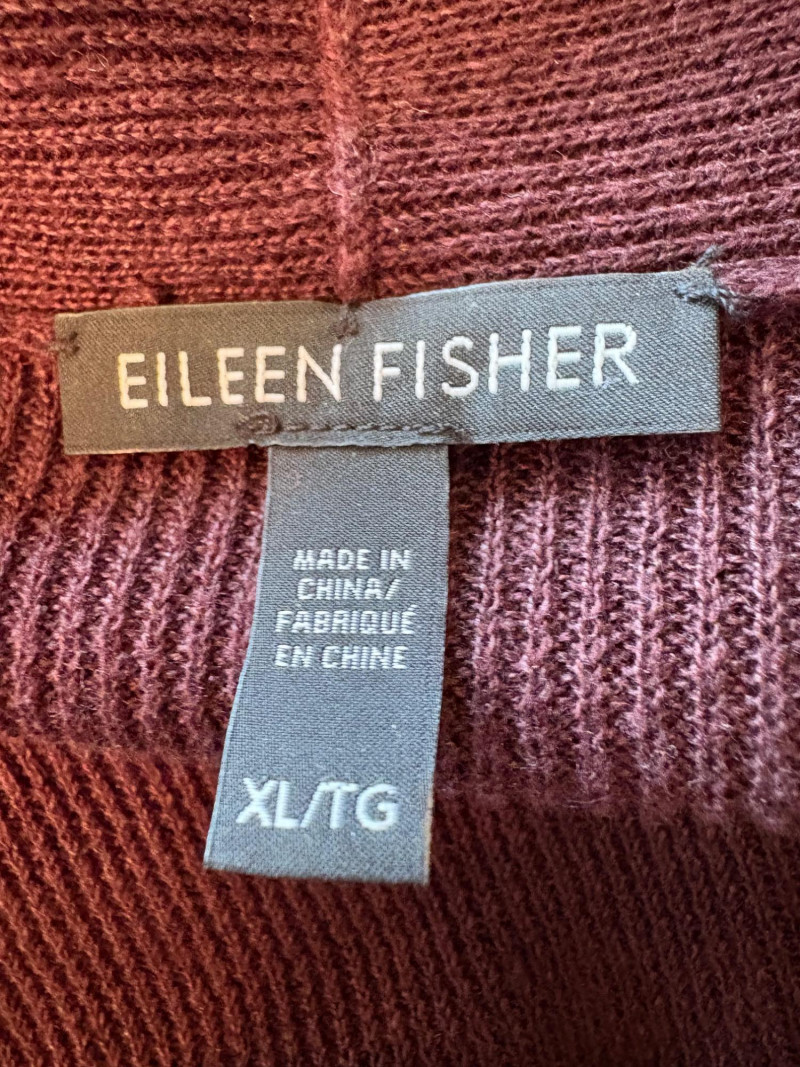 EILEEN FISHER
MADE IN
CHINA/
FABRIQUÉ
EN CHINE
XL/TG